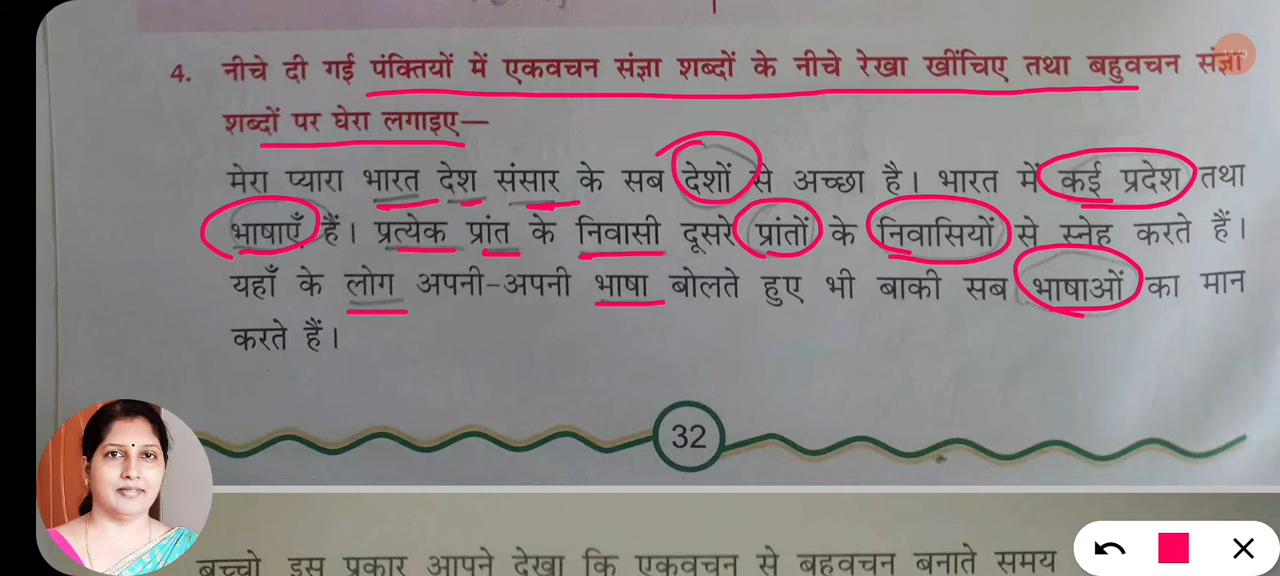 4. नीचे दी गई पंक्तियों में एकवचन संज्ञा शब्दों के नीचे रेखा खींचिए तथा बहुवचन संज्ञा
शब्दों पर घेरा लगाइए—
मेरा प्यारा भारत देश संसार के सब देशों से अच्छा है। भारत में कई प्रदेश तथा
भाषाएँ हैं। प्रत्येक प्रांत के निवासी दूसरे प्रांतों के निवासियों से स्नेह करते हैं।
यहाँ के लोग अपनी-अपनी भाषा बोलते हुए भी बाकी सब भाषाओं का मान
करते हैं।
32
बच्चो इस प्रकार आपने देखा कि एकवचन से बहुवचन बनाते समय